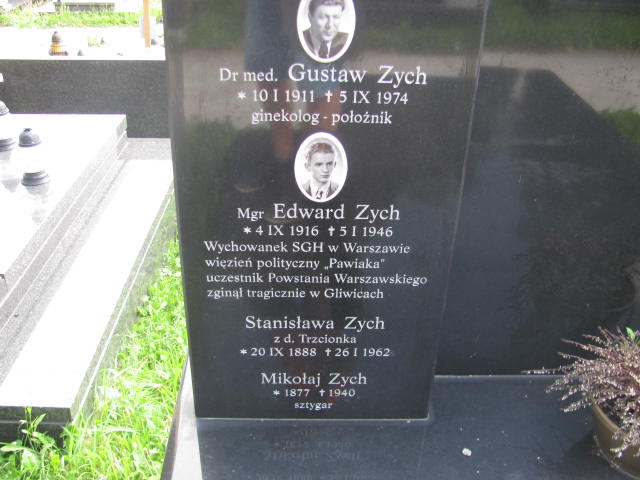 Dr med. Gustaw Zych
* 10 I 1911 ✝ 5 IX 1974
ginekolog - położnik
Mgr Edward Zych
* 4 IX 1916 ✝ 5 I 1946
Wychowanek SGH w Warszawie
więzień polityczny „Pawiaka"
uczestnik Powstania Warszawskiego
zginął tragicznie w Gliwicach
Stanisława Zych
z d. Trzcionka
* 20 IX 1888 ✝ 26 I 1962
Mikołaj Zych
* 1877 ✝ 1940
sztygar